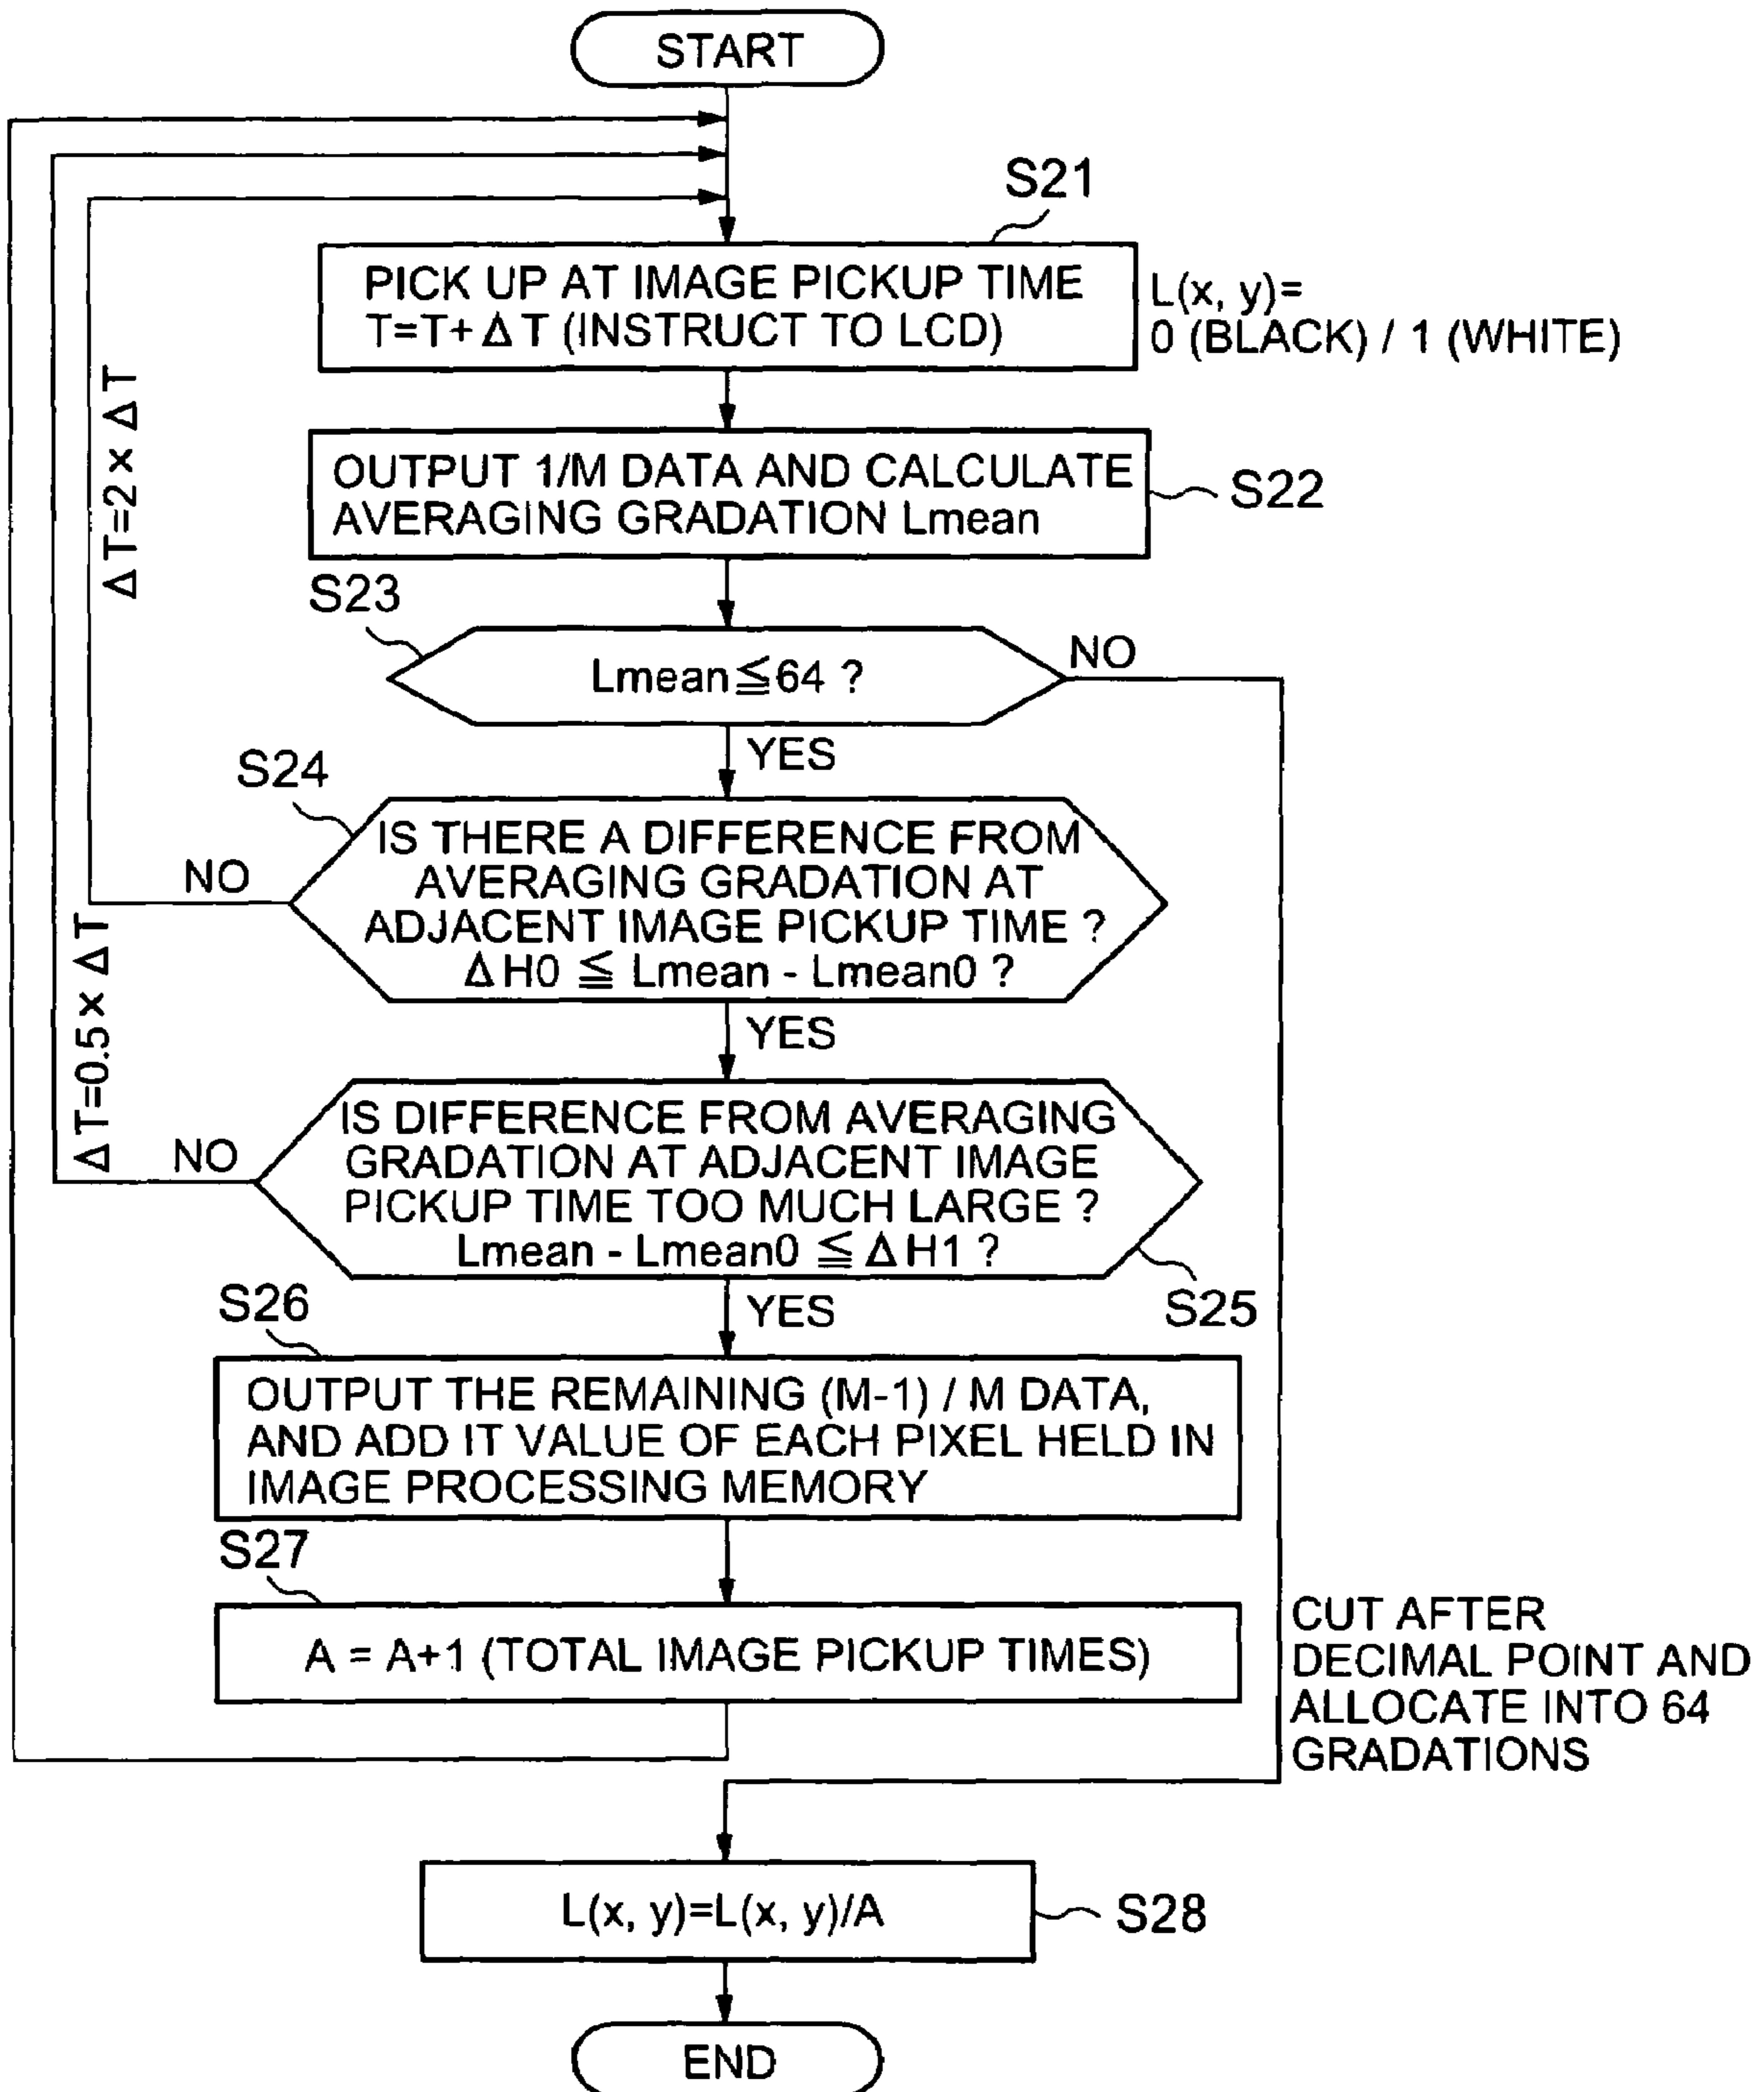 START
S21
PICK UP AT IMAGE PICKUP TIME
T=T+ΔT (INSTRUCT TO LCD)
L(x, y)=
0 (BLACK) / 1 (WHITE)
ΔT=2×ΔT
OUTPUT 1/M DATA AND CALCULATE
AVERAGING GRADATION Lmean
S22
S23
Lmean≦64 ?
NO
YES
S24
IS THERE A DIFFERENCE FROM
AVERAGING GRADATION AT
ADJACENT IMAGE PICKUP TIME ?
ΔH0 ≦ Lmean - Lmean0 ?
NO
YES
ΔT=0.5×ΔT
IS DIFFERENCE FROM AVERAGING
GRADATION AT ADJACENT IMAGE
PICKUP TIME TOO MUCH LARGE ?
Lmean - Lmean0 ≦ ΔH1 ?
NO
S25
YES
S26
OUTPUT THE REMAINING (M-1) / M DATA,
AND ADD IT VALUE OF EACH PIXEL HELD IN
IMAGE PROCESSING MEMORY
S27
A = A+1 (TOTAL IMAGE PICKUP TIMES)
CUT AFTER
DECIMAL POINT AND
ALLOCATE INTO 64
GRADATIONS
L(x, y)=L(x, y)/A
S28
END